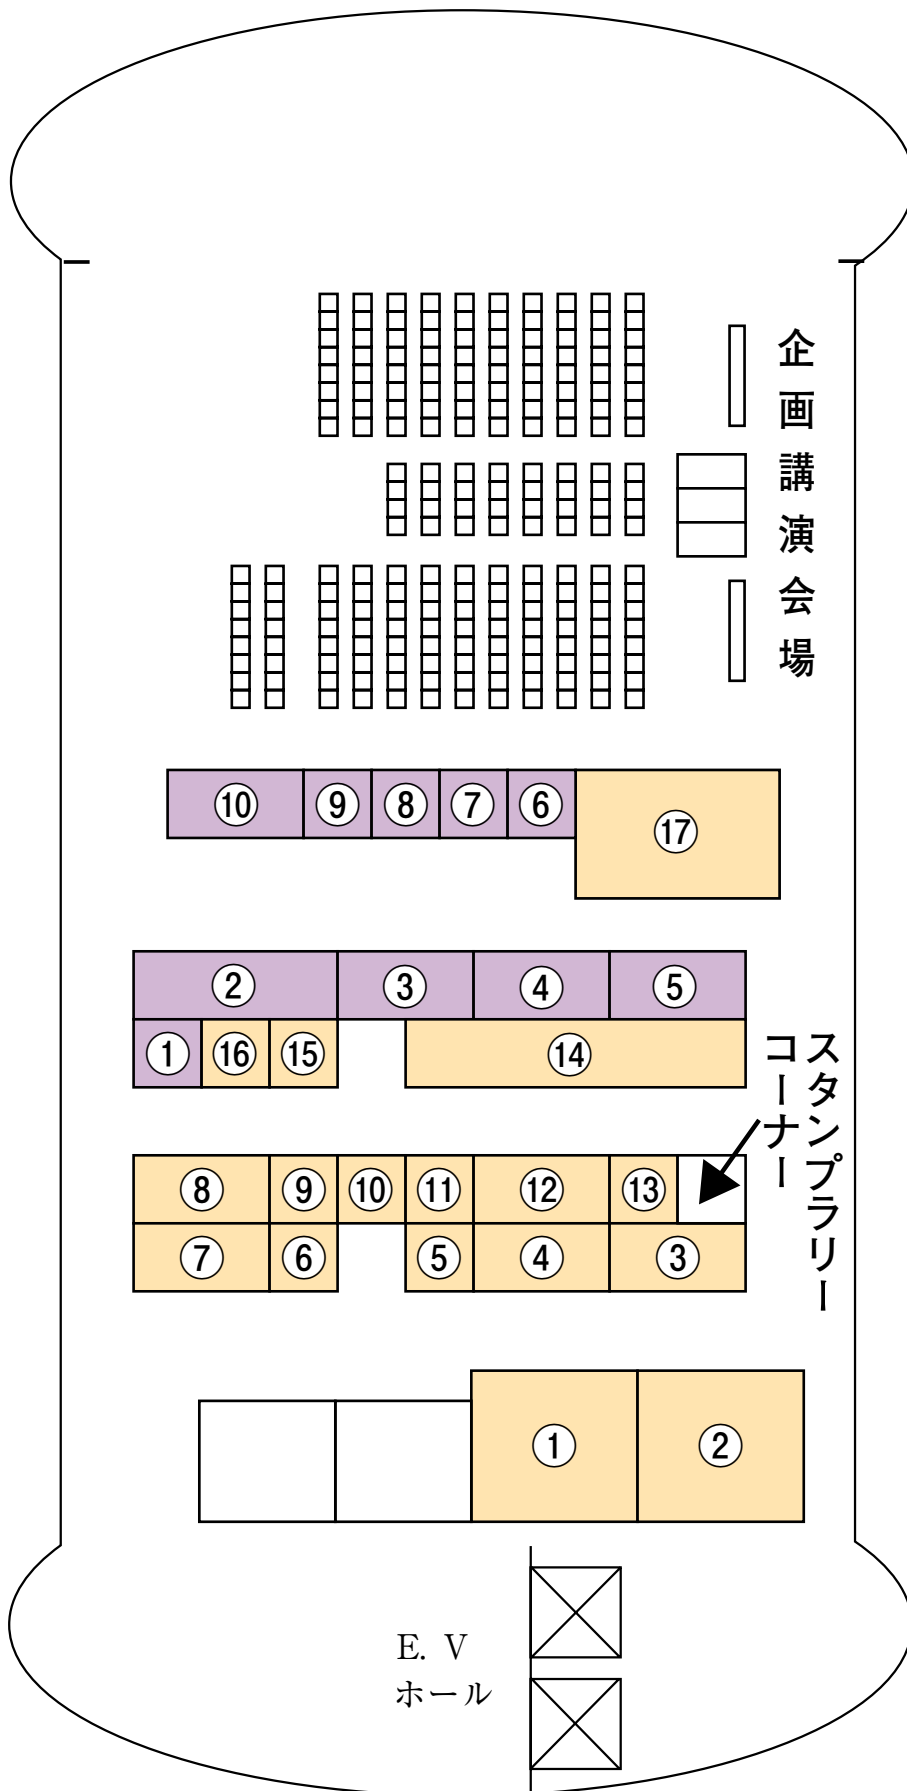 企画講演会場
⑩ ⑨ ⑧ ⑦ ⑥ ⑰
② ③ ④ ⑤
① ⑯ ⑮ ⑭
スタンプラリー
コーナー
⑧ ⑨ ⑩ ⑪ ⑫ ⑬
⑦ ⑥ ⑤ ④ ③
① ②
E. V
ホール